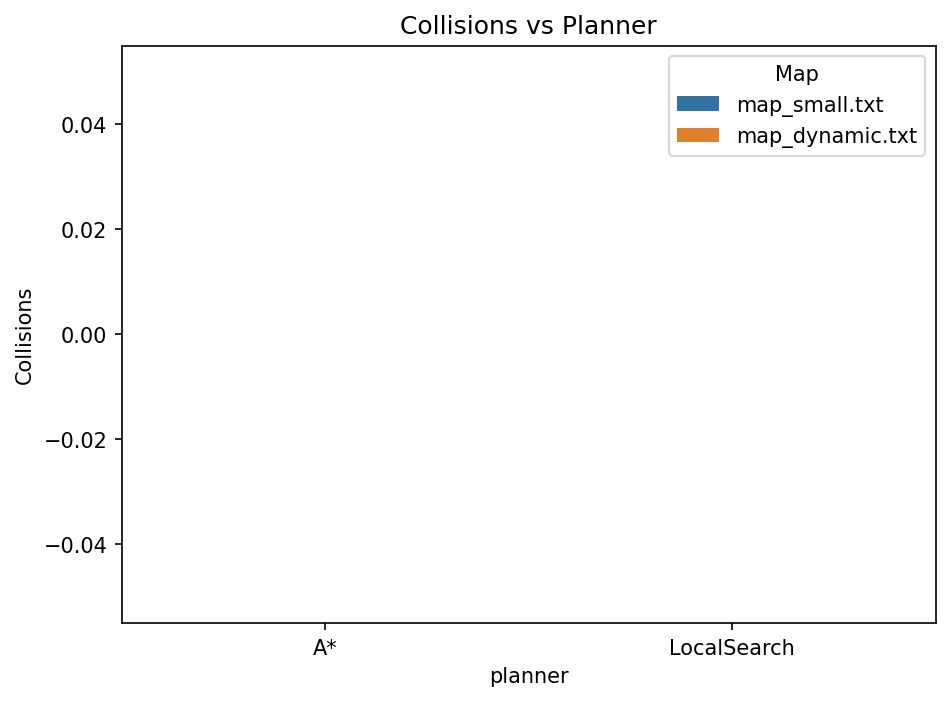 Collisions vs Planner
Map
map_small.txt
map_dynamic.txt
Collisions
0.04
0.02
0.00
−0.02
−0.04
A*
LocalSearch
planner